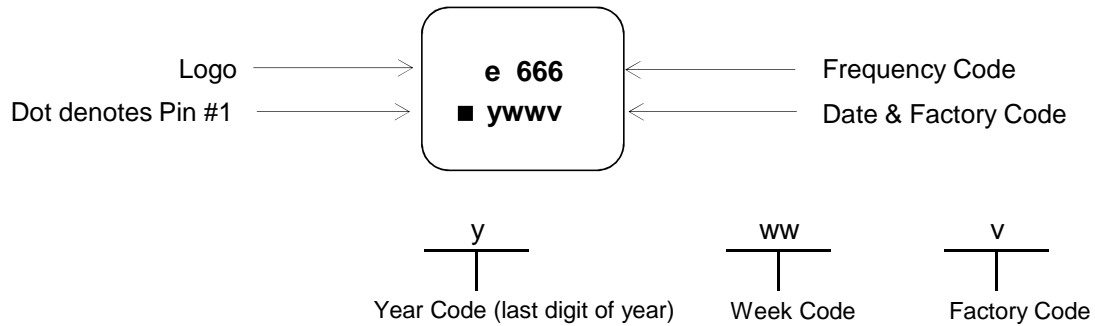 Logo
e 666
Frequency Code
Dot denotes Pin #1
■ ywwv
Date & Factory Code
y
ww
v
Year Code (last digit of year)
Week Code
Factory Code